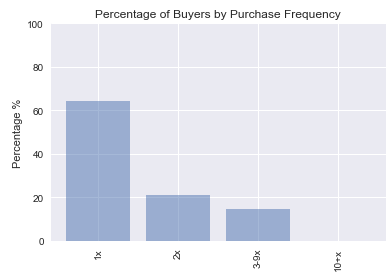 Percentage of Buyers by Purchase Frequency
100
80
60
40
20
0
Percentage %
1x
2x
3-9x
10+x